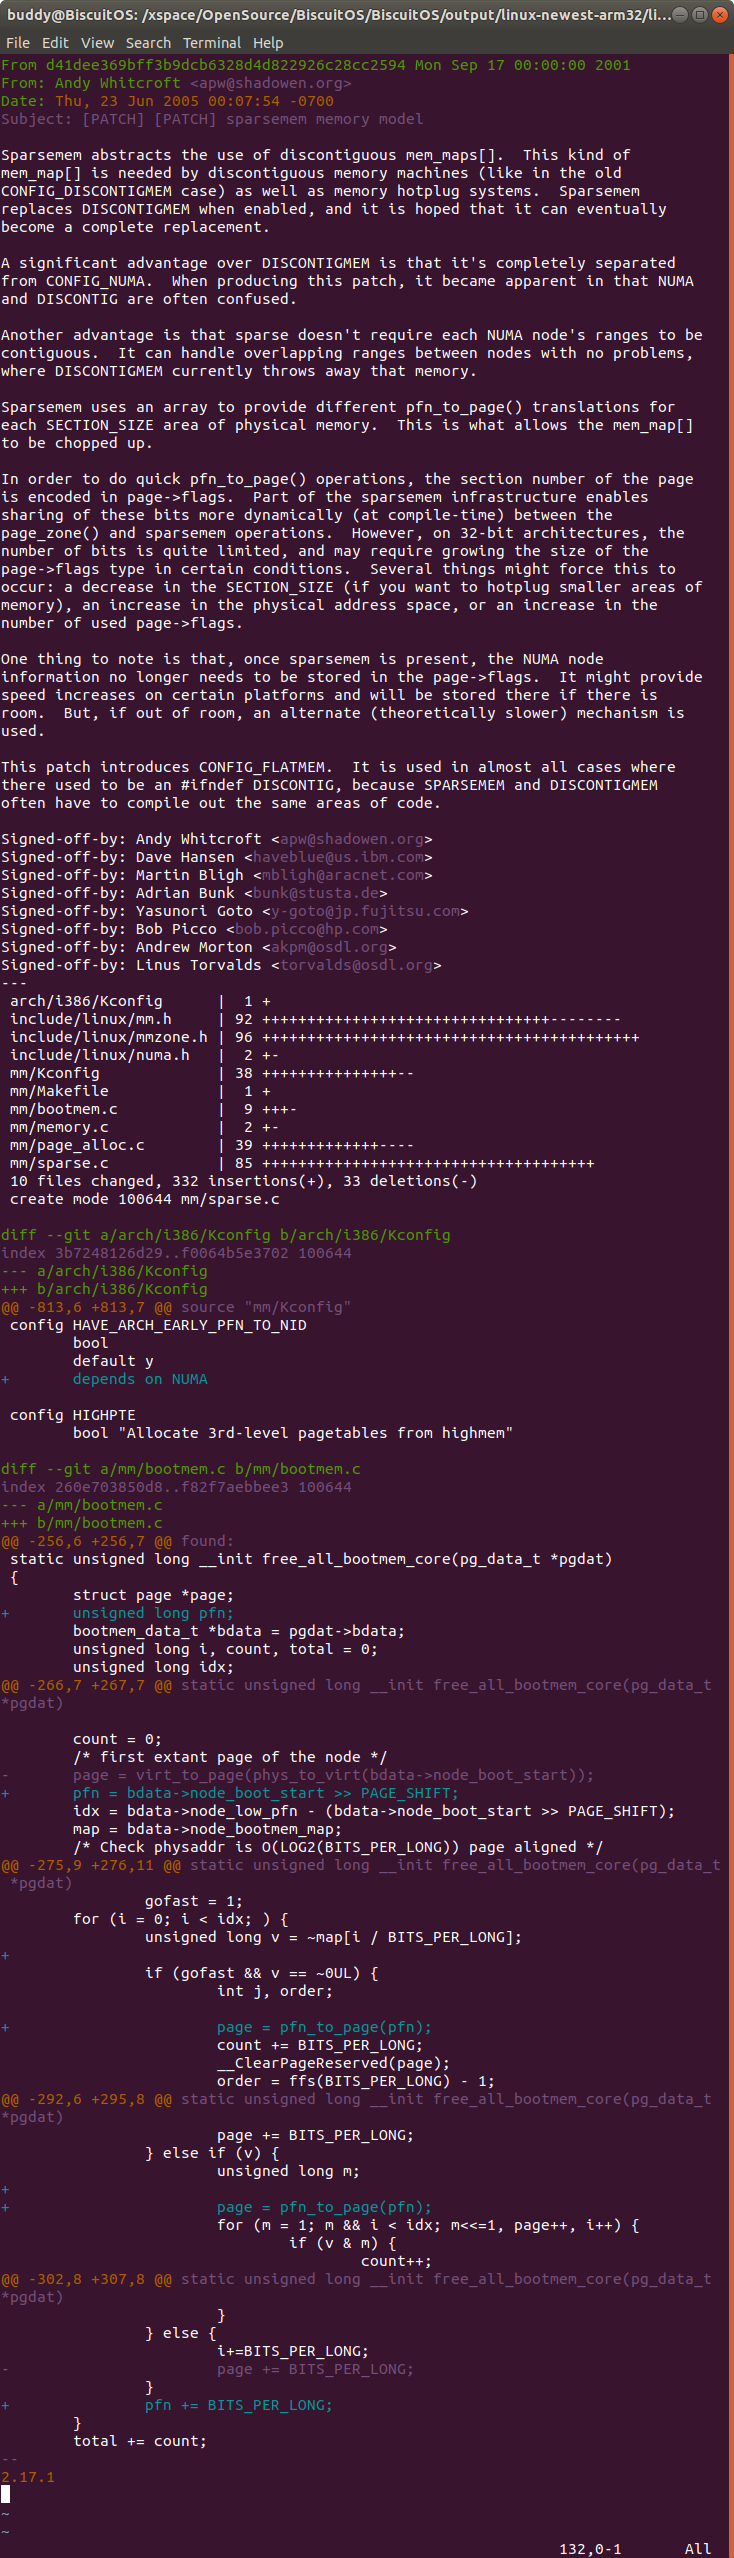 buddy@BiscuitOS: /xspace/OpenSource/BiscuitOS/BiscuitOS/output/linux-newest-arm32/li...
File Edit View Search Terminal Help
From d41dee369bff3b9dcb6328d4d822926c28cc2594 Mon Sep 17 00:00:00 2001
From: Andy Whitcroft <apw@shadowen.org>
Date: Thu, 23 Jun 2005 00:07:54 -0700
Subject: [PATCH] [PATCH] sparsemem memory model

Sparsemem abstracts the use of discontiguous mem_maps[].  This kind of
mem_map[] is needed by discontiguous memory machines (like in the old
CONFIG_DISCONTIGMEM case) as well as memory hotplug systems.  Sparsemem
replaces DISCONTIGMEM when enabled, and it is hoped that it can eventually
become a complete replacement.

A significant advantage over DISCONTIGMEM is that it's completely separated
from CONFIG_NUMA.  When producing this patch, it became apparent in that NUMA
and DISCONTIG are often confused.

Another advantage is that sparse doesn't require each NUMA node's ranges to be
contiguous.  It can handle overlapping ranges between nodes with no problems,
where DISCONTIGMEM currently throws away that memory.

Sparsemem uses an array to provide different pfn_to_page() translations for
each SECTION_SIZE area of physical memory.  This is what allows the mem_map[]
to be chopped up.

In order to do quick pfn_to_page() operations, the section number of the page
is encoded in page->flags.  Part of the sparsemem infrastructure enables
sharing of these bits more dynamically (at compile-time) between the
page_zone() and sparsemem operations.  However, on 32-bit architectures, the
number of bits is quite limited, and may require growing the size of the
page->flags type in certain conditions.  Several things might force this to
occur: a decrease in the SECTION_SIZE (if you want to hotplug smaller areas of
memory), an increase in the physical address space, or an increase in the
number of used page->flags.

One thing to note is that, once sparsemem is present, the NUMA node
information no longer needs to be stored in the page->flags.  It might provide
speed increases on certain platforms and will be stored there if there is
room.  But, if out of room, an alternate (theoretically slower) mechanism is
used.

This patch introduces CONFIG_FLATMEM.  It is used in almost all cases where
there used to be an #ifndef DISCONTIG, because SPARSEMEM and DISCONTIGMEM
often have to compile out the same areas of code.

Signed-off-by: Andy Whitcroft <apw@shadowen.org>
Signed-off-by: Dave Hansen <haveblue@us.ibm.com>
Signed-off-by: Martin Bligh <mbligh@aracnet.com>
Signed-off-by: Adrian Bunk <bunk@stusta.de>
Signed-off-by: Yasunori Goto <y-goto@jp.fujitsu.com>
Signed-off-by: Bob Picco <bob.picco@hp.com>
Signed-off-by: Andrew Morton <akpm@osdl.org>
Signed-off-by: Linus Torvalds <torvalds@osdl.org>
---
 arch/i386/Kconfig      |  1 +
 include/linux/mm.h     | 92 ++++++++++++++++++++++++++++++++--------
 include/linux/mmzone.h | 96 ++++++++++++++++++++++++++++++++++++++++++
 include/linux/numa.h   |  2 +-
 mm/Kconfig             | 38 +++++++++++++++--
 mm/Makefile            |  1 +
 mm/bootmem.c           |  9 +++-
 mm/memory.c            |  2 +-
 mm/page_alloc.c        | 39 +++++++++++++----
 mm/sparse.c            | 85 +++++++++++++++++++++++++++++++++++++
 10 files changed, 332 insertions(+), 33 deletions(-)
 create mode 100644 mm/sparse.c

diff --git a/arch/i386/Kconfig b/arch/i386/Kconfig
index 3b7248126d29..f0064b5e3702 100644
--- a/arch/i386/Kconfig
+++ b/arch/i386/Kconfig
@@ -813,6 +813,7 @@ source "mm/Kconfig"
 config HAVE_ARCH_EARLY_PFN_TO_NID
        bool
        default y
+       depends on NUMA

 config HIGHPTE
        bool "Allocate 3rd-level pagetables from highmem"

diff --git a/mm/bootmem.c b/mm/bootmem.c
index 260e703850d8..f82f7aebbee3 100644
--- a/mm/bootmem.c
+++ b/mm/bootmem.c
@@ -256,6 +256,7 @@ found:
 static unsigned long __init free_all_bootmem_core(pg_data_t *pgdat)
 {
        struct page *page;
+       unsigned long pfn;
        bootmem_data_t *bdata = pgdat->bdata;
        unsigned long i, count, total = 0;
        unsigned long idx;
@@ -266,7 +267,7 @@ static unsigned long __init free_all_bootmem_core(pg_data_t
*pgdat)

        count = 0;
        /* first extant page of the node */
-       page = virt_to_page(phys_to_virt(bdata->node_boot_start));
+       pfn = bdata->node_boot_start >> PAGE_SHIFT;
        idx = bdata->node_low_pfn - (bdata->node_boot_start >> PAGE_SHIFT);
        map = bdata->node_bootmem_map;
        /* Check physaddr is O(LOG2(BITS_PER_LONG)) page aligned */
@@ -275,9 +276,11 @@ static unsigned long __init free_all_bootmem_core(pg_data_t
 *pgdat)
                gofast = 1;
        for (i = 0; i < idx; ) {
                unsigned long v = ~map[i / BITS_PER_LONG];
+
                if (gofast && v == ~0UL) {
                        int j, order;

+                       page = pfn_to_page(pfn);
                        count += BITS_PER_LONG;
                        __ClearPageReserved(page);
                        order = ffs(BITS_PER_LONG) - 1;
@@ -292,6 +295,8 @@ static unsigned long __init free_all_bootmem_core(pg_data_t
*pgdat)
                        page += BITS_PER_LONG;
                } else if (v) {
                        unsigned long m;
+
+                       page = pfn_to_page(pfn);
                        for (m = 1; m && i < idx; m<<=1, page++, i++) {
                                if (v & m) {
                                        count++;
@@ -302,8 +307,8 @@ static unsigned long __init free_all_bootmem_core(pg_data_t
*pgdat)
                        }
                } else {
                        i+=BITS_PER_LONG;
-                       page += BITS_PER_LONG;
                }
+               pfn += BITS_PER_LONG;
        }
        total += count;
--
2.17.1

~
~
132,0-1 All